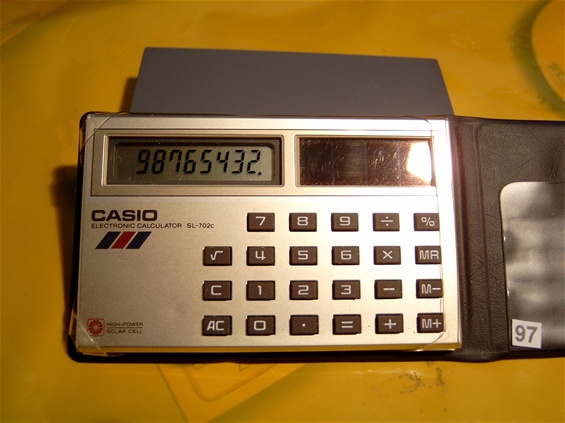 98765432.
CASIO
ELECTRONIC CALCULATOR SL-702c
7 8 9 ÷ %
√ 4 5 6 × MR
C 1 2 3 − M−
AC 0 · = + M+
HIGH-POWER
SOLAR CELL
97